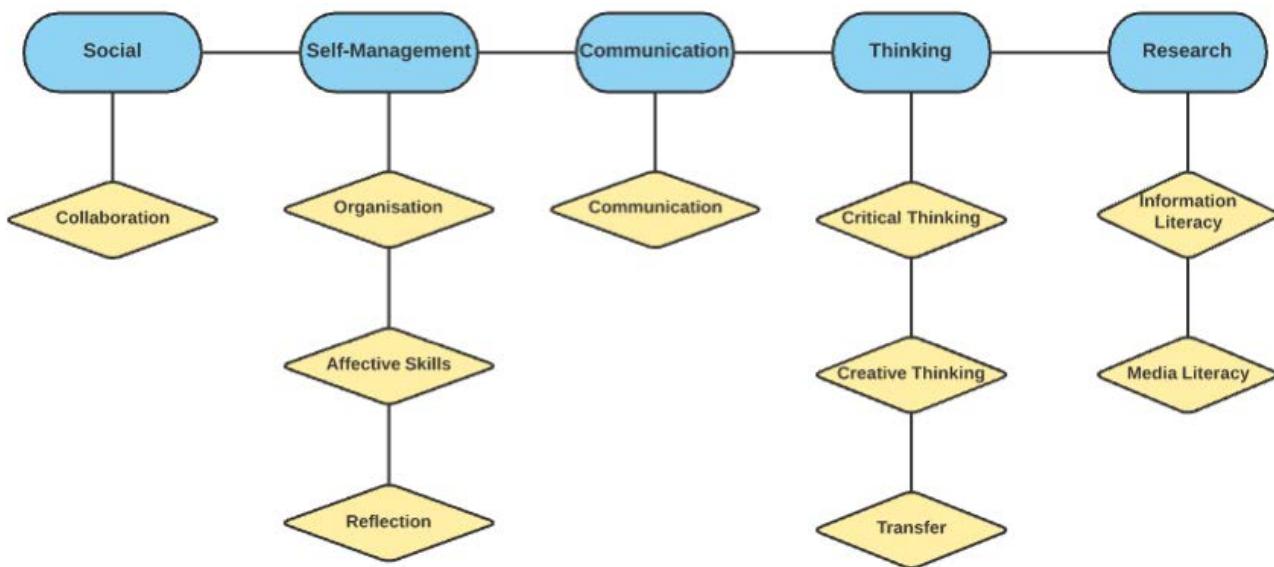 Social
Self-Management
Communication
Thinking
Research
Collaboration
Organisation
Communication
Critical Thinking
Information
Literacy
Affective Skills
Creative Thinking
Media Literacy
Reflection
Transfer